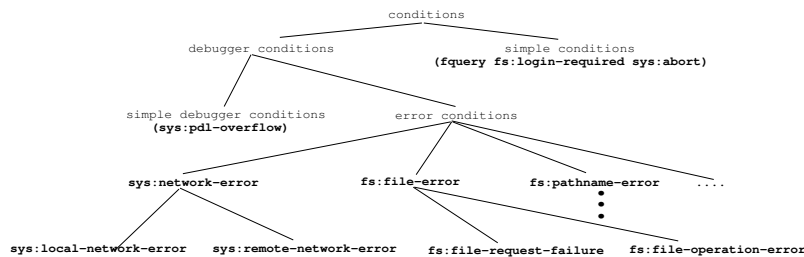 conditions
debugger conditions
simple conditions
(fquery fs:login-required sys:abort)
simple debugger conditions
(sys:pdl-overflow)
error conditions
sys:network-error
fs:file-error
fs:pathname-error
....
sys:local-network-error
sys:remote-network-error
fs:file-request-failure
fs:file-operation-error